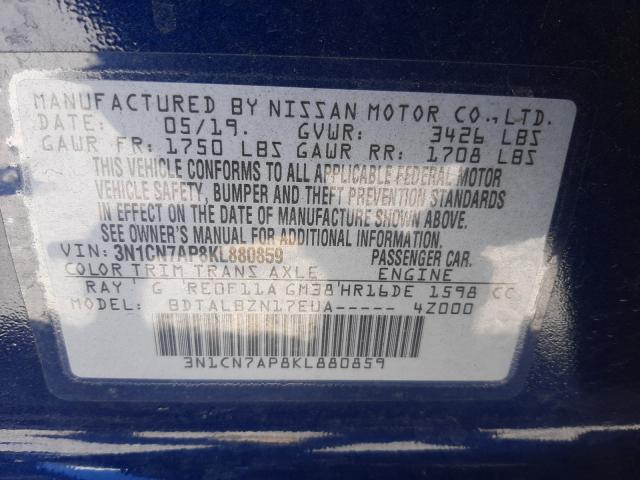 MANUFACTURED BY NISSAN MOTOR CO., LTD.
DATE: 05/19. GVWR: 3426 LBS
GAWR FR: 1750 LBS GAWR RR: 1708 LBS
THIS VEHICLE CONFORMS TO ALL APPLICABLE FEDERAL MOTOR
VEHICLE SAFETY, BUMPER AND THEFT PREVENTION STANDARDS
IN EFFECT ON THE DATE OF MANUFACTURE SHOWN ABOVE.
SEE OWNER'S MANUAL FOR ADDITIONAL INFORMATION
VIN: 3N1CN7AP8KL880859 PASSENGER CAR.
COLOR TRIM TRANS AXLE ENGINE
RAY G RE0F11A GM38 HR16DE 1598 CC
MODEL: BDTALBZN17EUA----- 4Z000
3N1CN7AP8KL880859